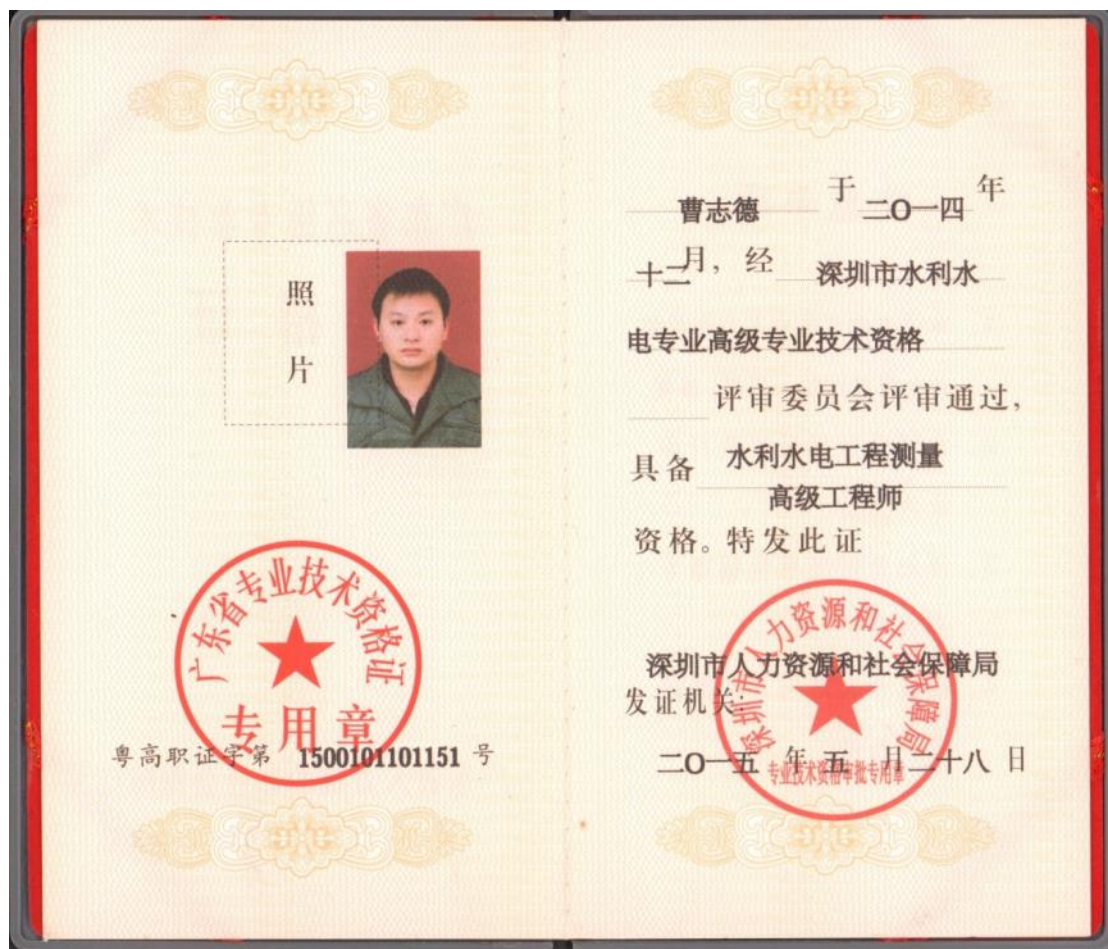 照
片
广东省专业技术资格证
专用章
粤高职证字第 1500101101151 号
曹志德 于 二O一四 年
十二月，经 深圳市水利水
电专业高级专业技术资格
评审委员会评审通过，
具备 水利水电工程测量
高级工程师
资格。特发此证
深圳市人力资源和社会保障局
深圳市人力资源和社会保障局
发证机关：
二O一五 年 五 月二十八 日
专业技术资格审批专用章